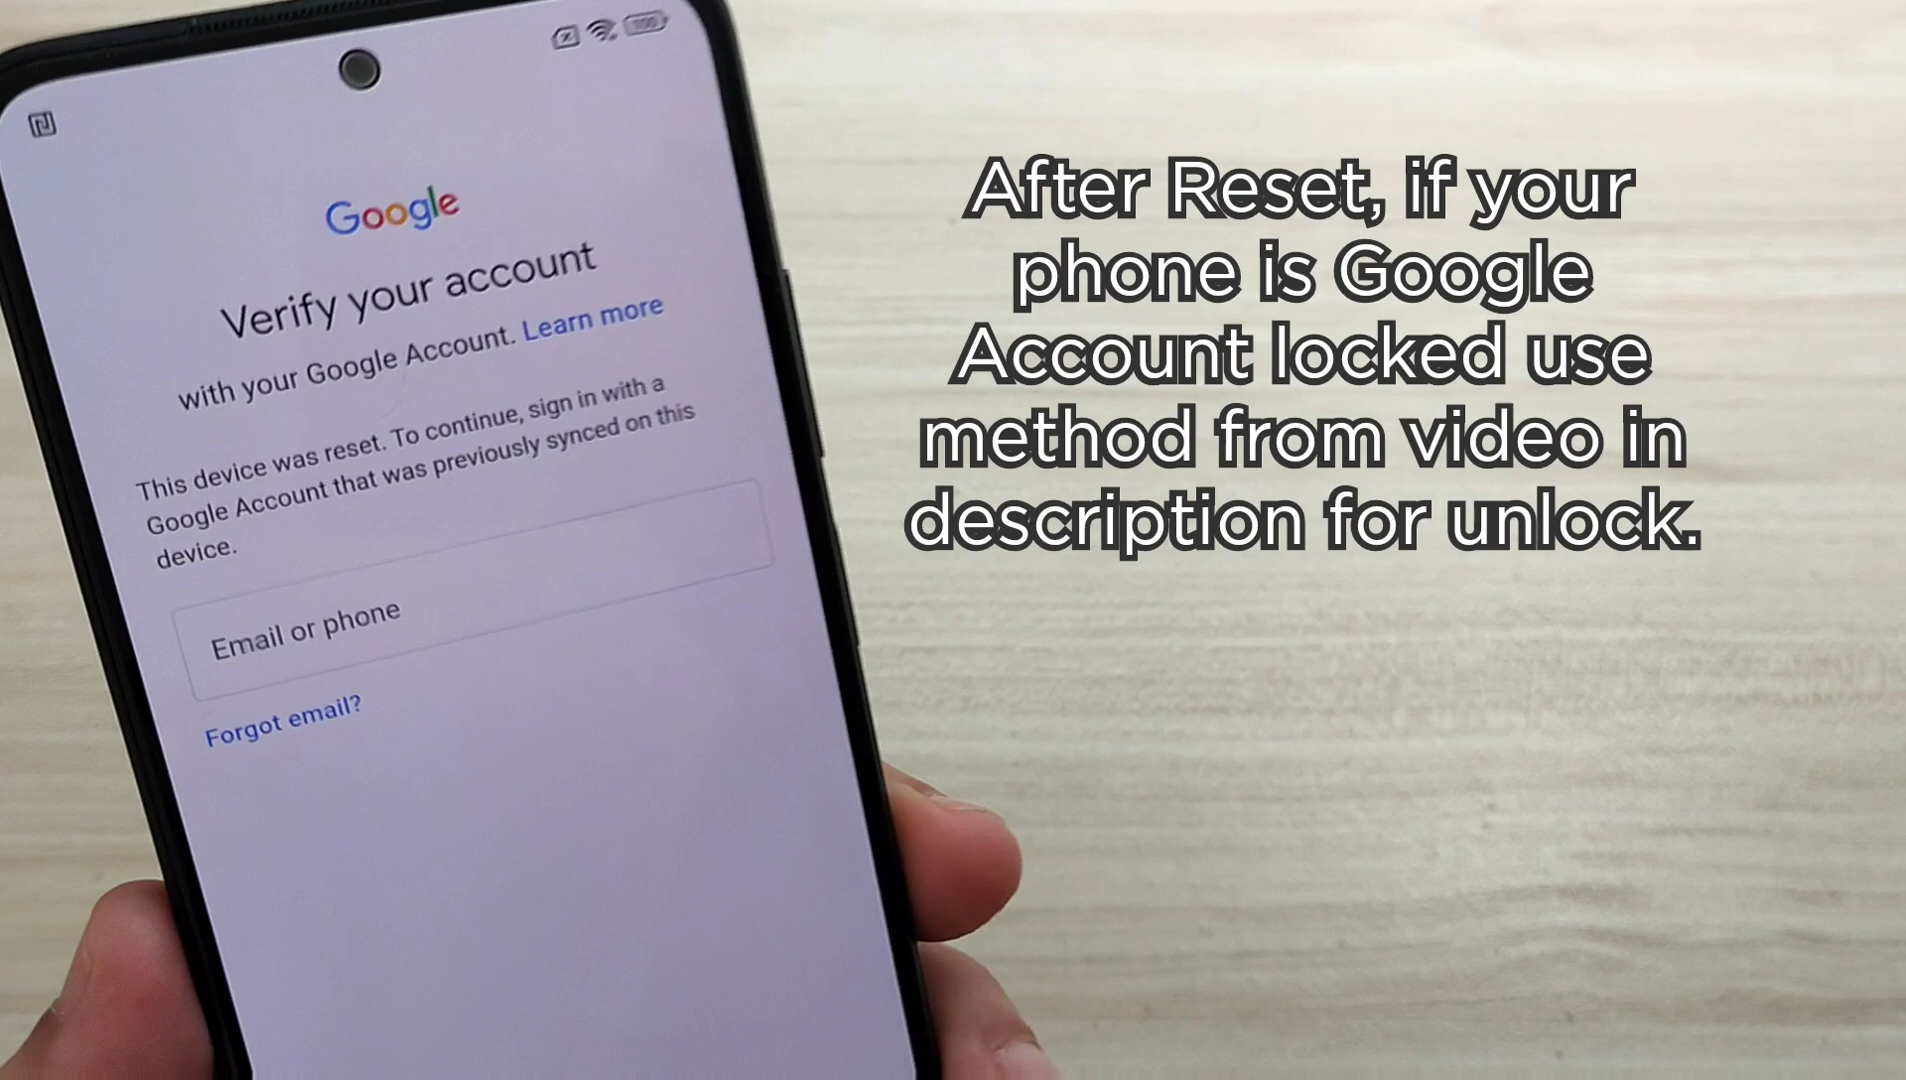 100
Google
Verify your account
with your Google Account. Learn more
This device was reset. To continue, sign in with a
Google Account that was previously synced on this
device.
Email or phone
Forgot email?
After Reset, if your
phone is Google
Account locked use
method from video in
description for unlock.